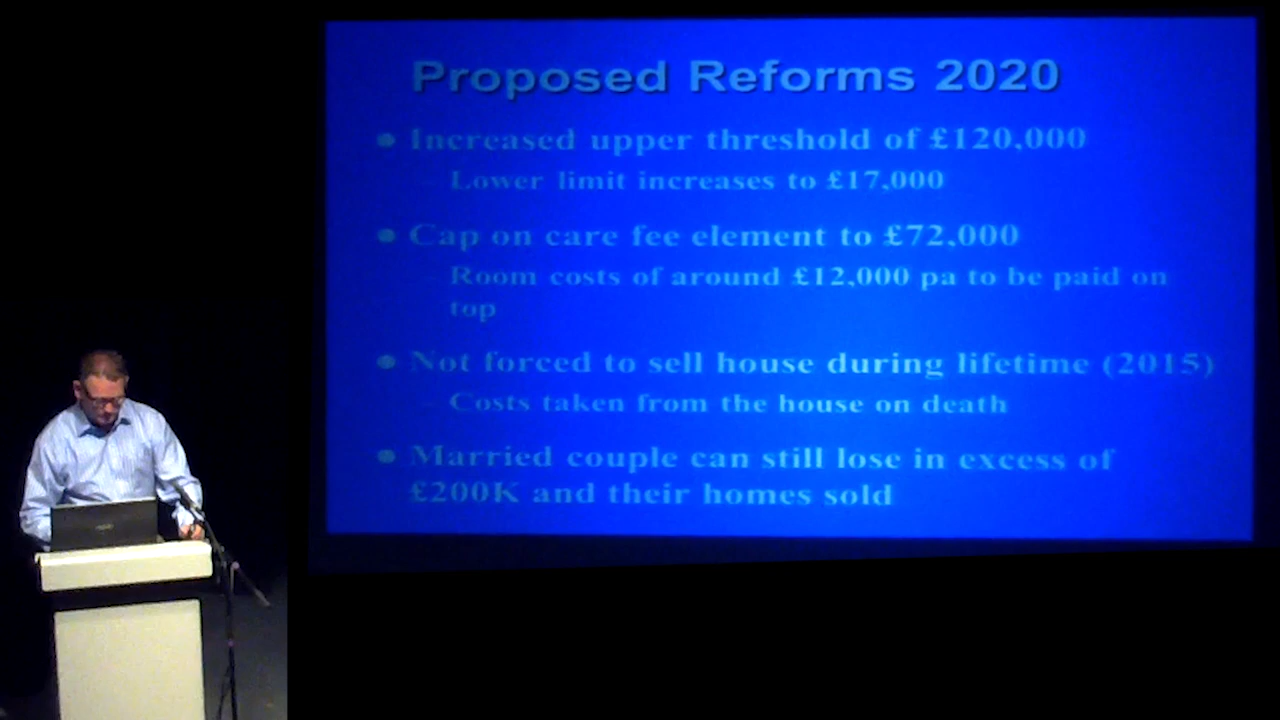 Proposed Reforms 2020
• Increased upper threshold of £120,000
– Lower limit increases to £17,000
• Cap on care fee element to £72,000
– Room costs of around £12,000 pa to be paid on
top
• Not forced to sell house during lifetime (2015)
– Costs taken from the house on death
• Married couple can still lose in excess of
£200K and their homes sold